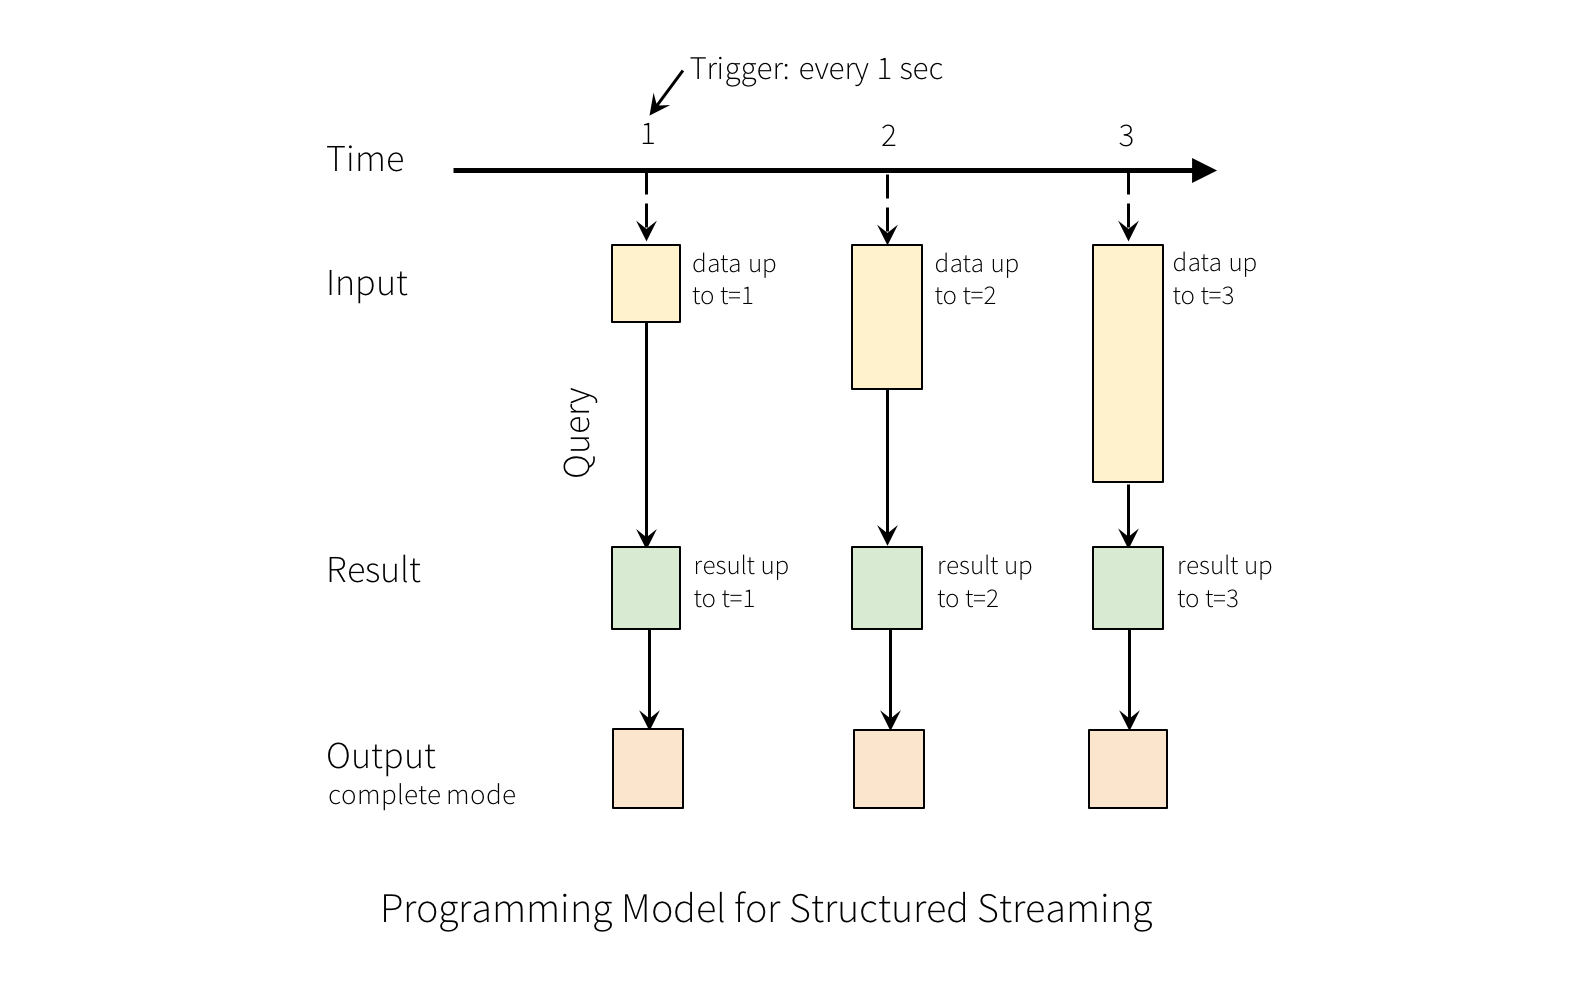 Trigger: every 1 sec
1
2
3
Time
Input
data up
to t=1
data up
to t=2
data up
to t=3
Query
Result
result up
to t=1
result up
to t=2
result up
to t=3
Output
complete mode
Programming Model for Structured Streaming